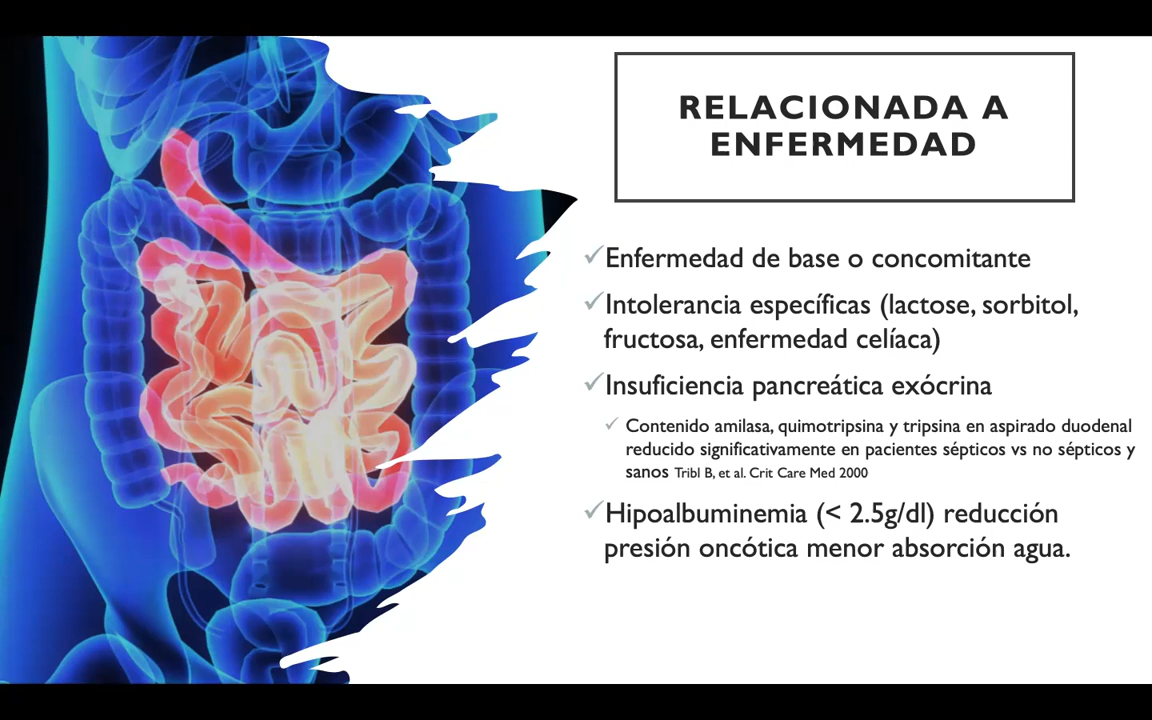 RELACIONADA A
ENFERMEDAD
✓Enfermedad de base o concomitante
✓Intolerancia específicas (lactose, sorbitol,
fructosa, enfermedad celíaca)
✓Insuficiencia pancreática exócrina
✓ Contenido amilasa, quimotripsina y tripsina en aspirado duodenal
reducido significativamente en pacientes sépticos vs no sépticos y
sanos Tribl B, et al. Crit Care Med 2000
✓Hipoalbuminemia (< 2.5g/dl) reducción
presión oncótica menor absorción agua.